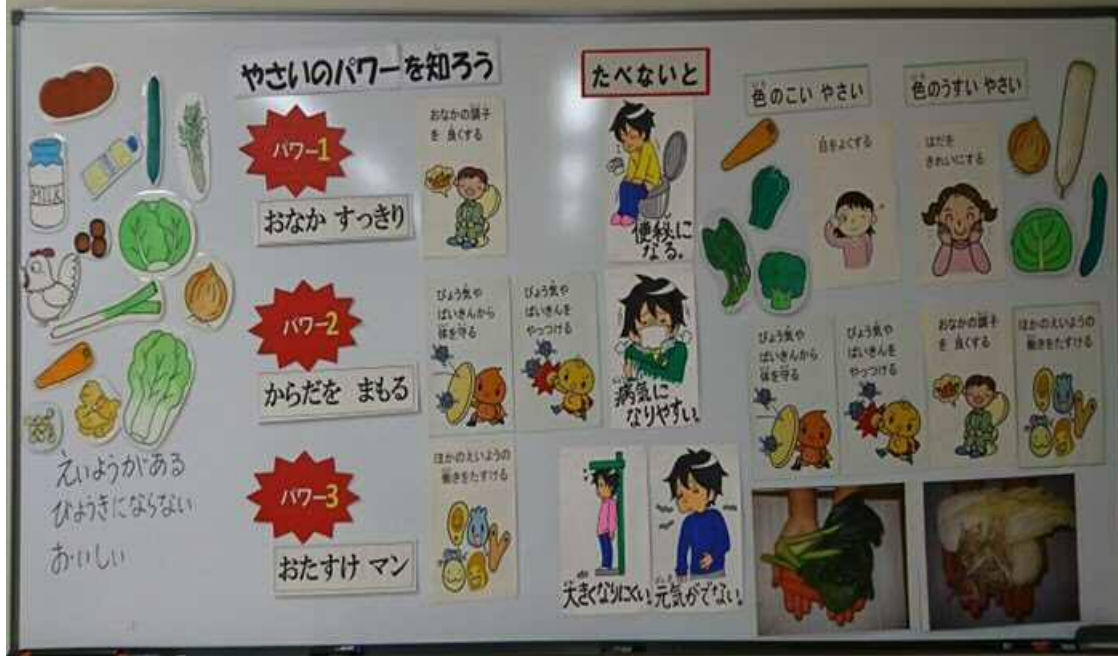 やさいのパワーを知ろう
たべないと
色のこい やさい
色のうすい やさい
MILK
パワー1
おなか すっきり
おなかの調子
を 良くする
便秘に
なる。
目をよくする
はだを
きれいにする
パワー2
からだを まもる
びょう気や
ばいきんから
体を守る
びょう気や
ばいきんを
やっつける
病気に
なりやすい。
びょう気や
ばいきんから
体を守る
びょう気や
ばいきんを
やっつける
おなかの調子
を 良くする
ほかのえいようの
働きをたすける
パワー3
おたすけ マン
ほかのえいようの
働きをたすける
大きくなりにくい。
元気がでない。
えいようがある
びょうきにならない
おいしい